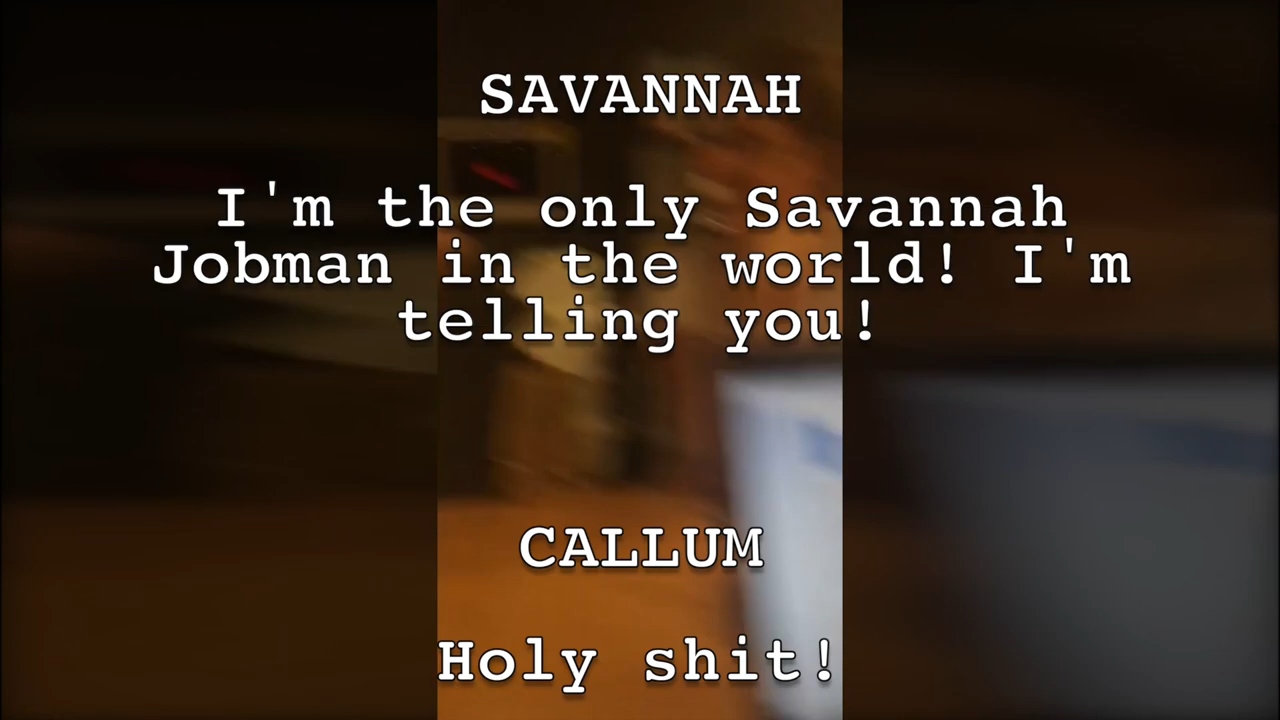 SAVANNAH
I'm the only Savannah
Jobman in the world! I'm
telling you!
CALLUM
Holy shit!